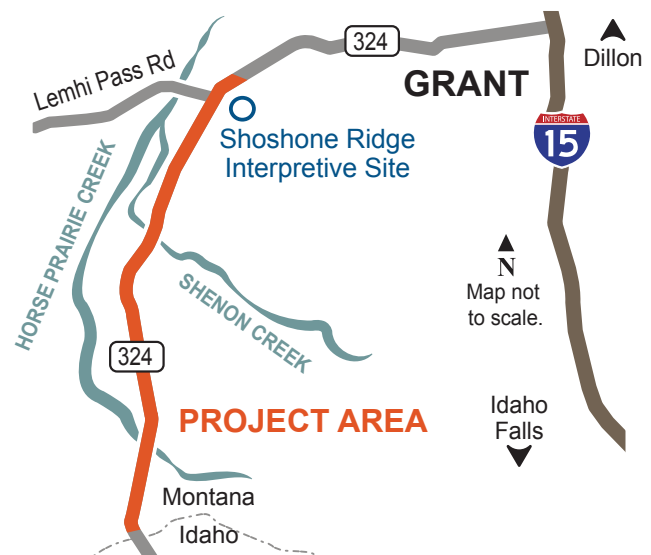 324
Dillon
GRANT
Lemhi Pass Rd
INTERSTATE
15
Shoshone Ridge
Interpretive Site
HORSE PRAIRIE CREEK
N
Map not
to scale.
SHENON CREEK
324
Idaho
Falls
PROJECT AREA
Montana
Idaho